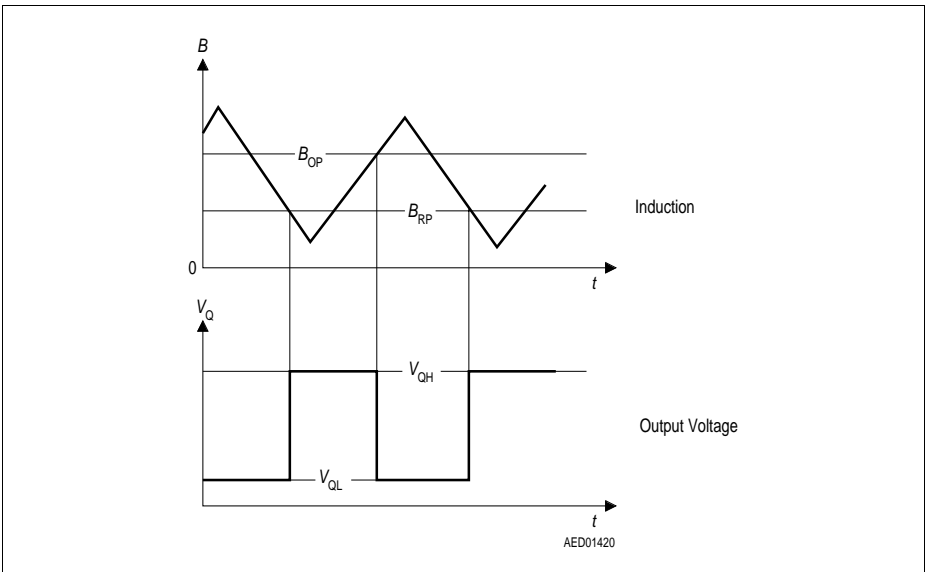 B
B_OP
B_RP
Induction
0
t
V_Q
V_QH
Output Voltage
V_QL
t
AED01420